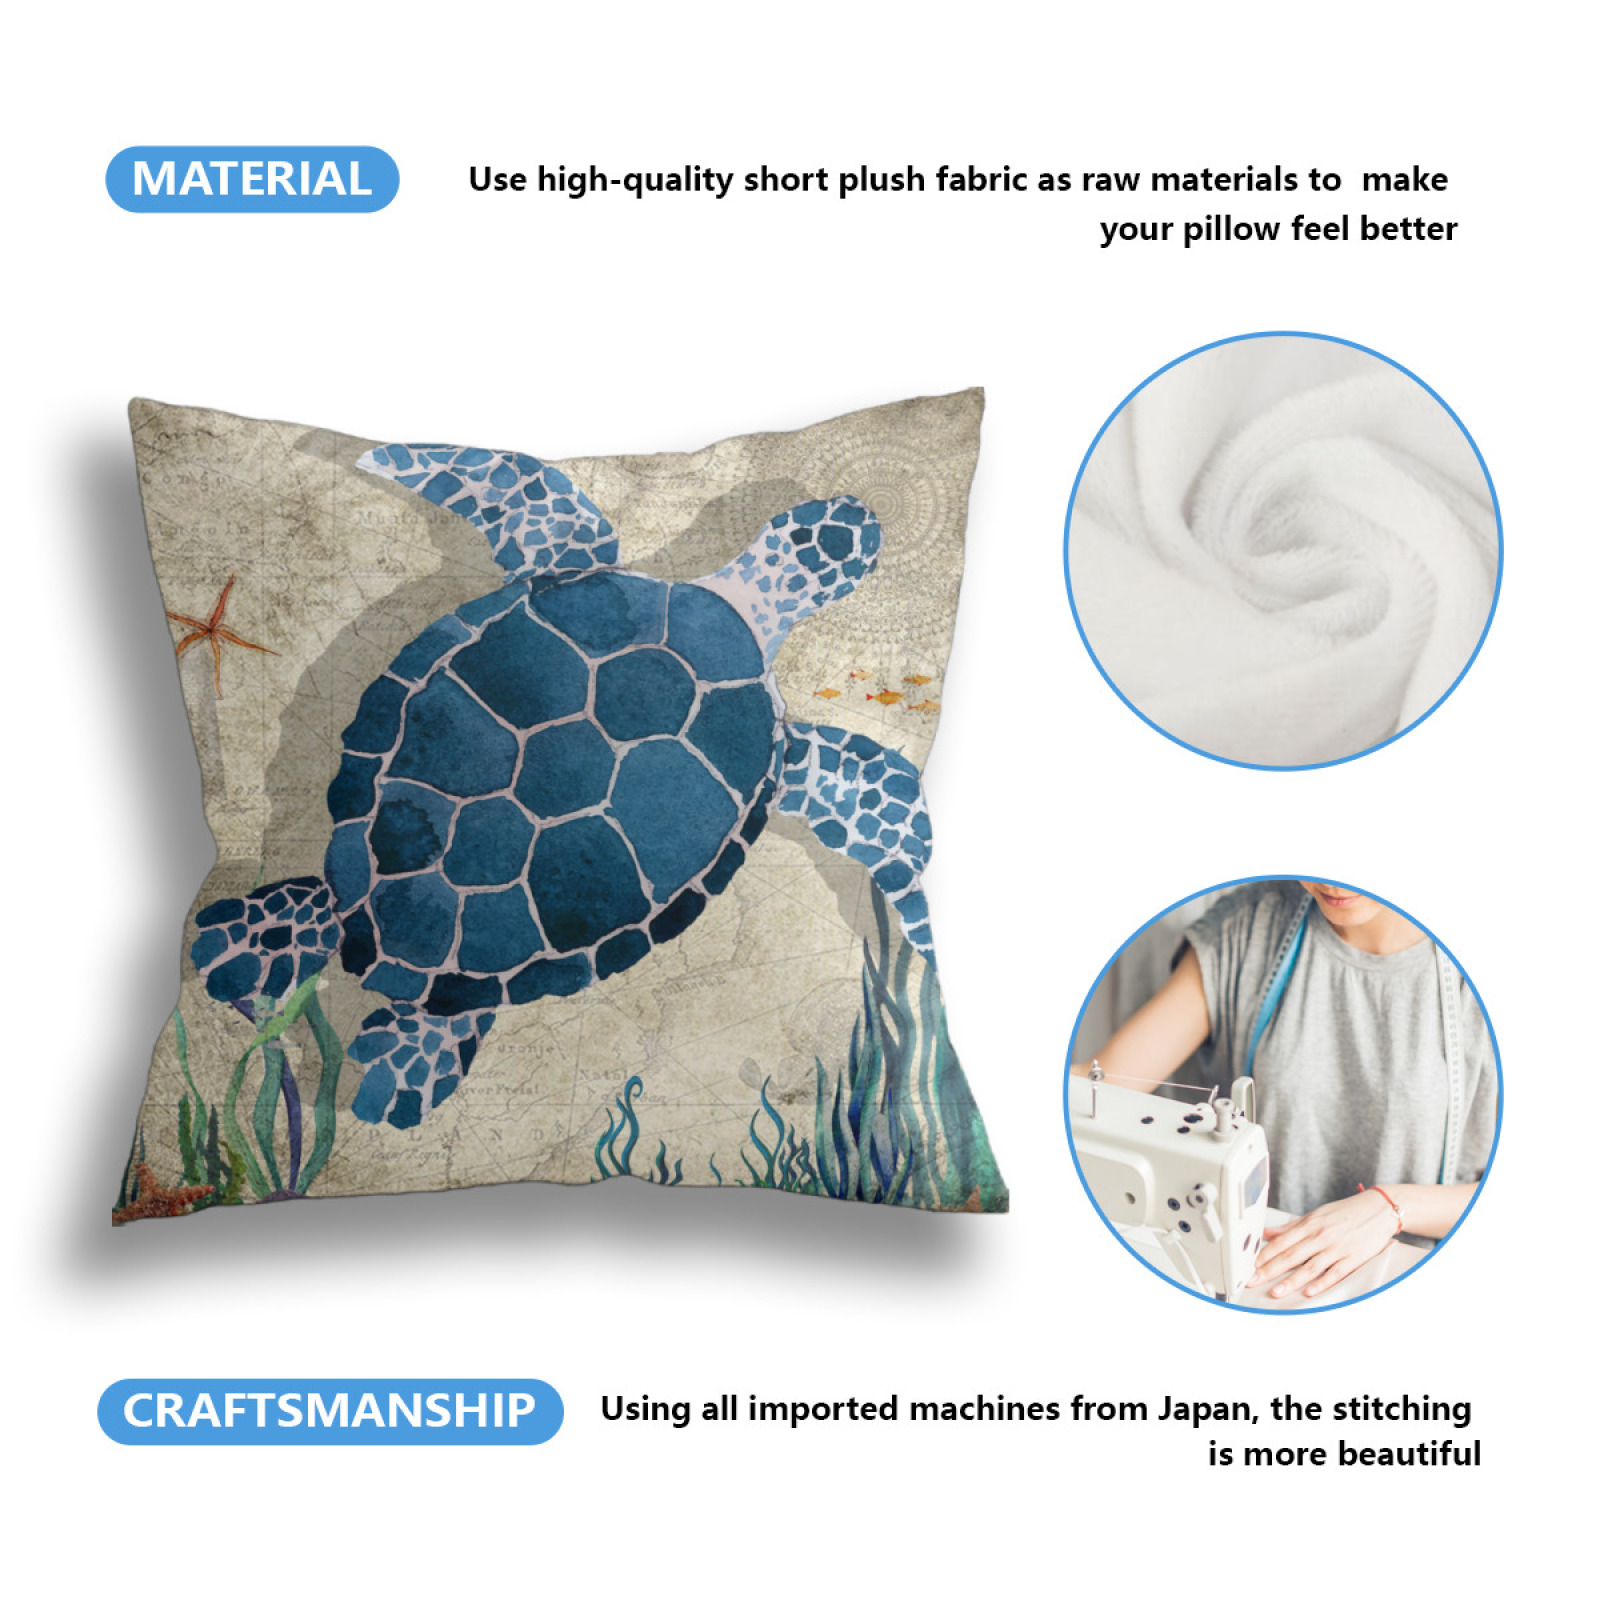 MATERIAL
Use high-quality short plush fabric as raw materials to make
your pillow feel better
CRAFTSMANSHIP
Using all imported machines from Japan, the stitching
is more beautiful